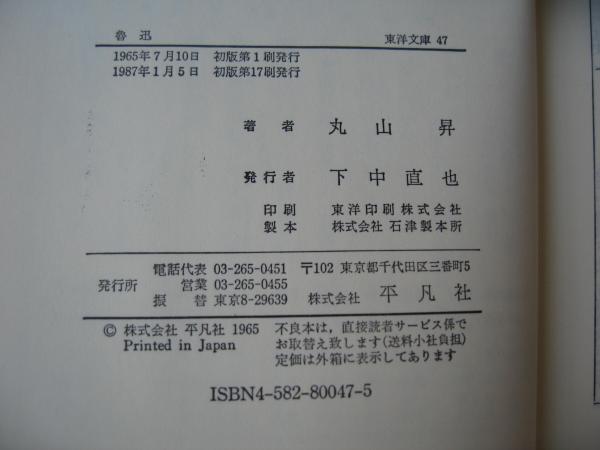 魯迅 東洋文庫 47
1965年7月10日 初版第1刷発行
1987年1月5日 初版第17刷発行
著者 丸山昇
発行者 下中直也
印刷 東洋印刷株式会社
製本 株式会社 石津製本所
電話代表 03-265-0451 〒102 東京都千代田区三番町5
発行所 営業 03-265-0455
振替 東京8-29639 株式会社 平凡社
© 株式会社 平凡社 1965 不良本は，直接読者サービス係で
Printed in Japan お取替え致します(送料小社負担)
定価は外箱に表示してあります
ISBN4-582-80047-5